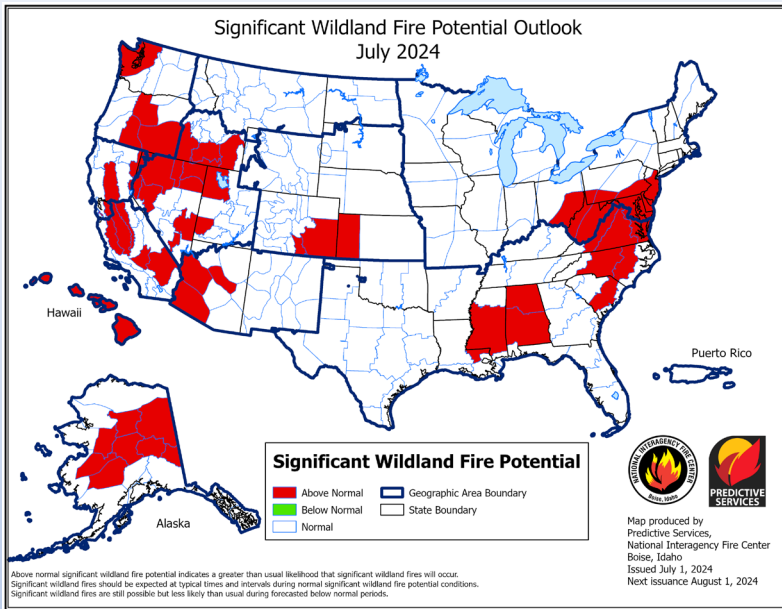 Significant Wildland Fire Potential Outlook
July 2024
Hawaii
Puerto Rico
Alaska
Significant Wildland Fire Potential
Above Normal
Below Normal
Normal
Geographic Area Boundary
State Boundary
NATIONAL INTERAGENCY FIRE CENTER
Boise, Idaho
PREDICTIVE
SERVICES
Map produced by
Predictive Services,
National Interagency Fire Center
Boise, Idaho
Issued July 1, 2024
Next issuance August 1, 2024
Above normal significant wildland fire potential indicates a greater than usual likelihood that significant wildland fires will occur.
Significant wildland fires should be expected at typical times and intervals during normal significant wildland fire potential conditions.
Significant wildland fires are still possible but less likely than usual during forecasted below normal periods.